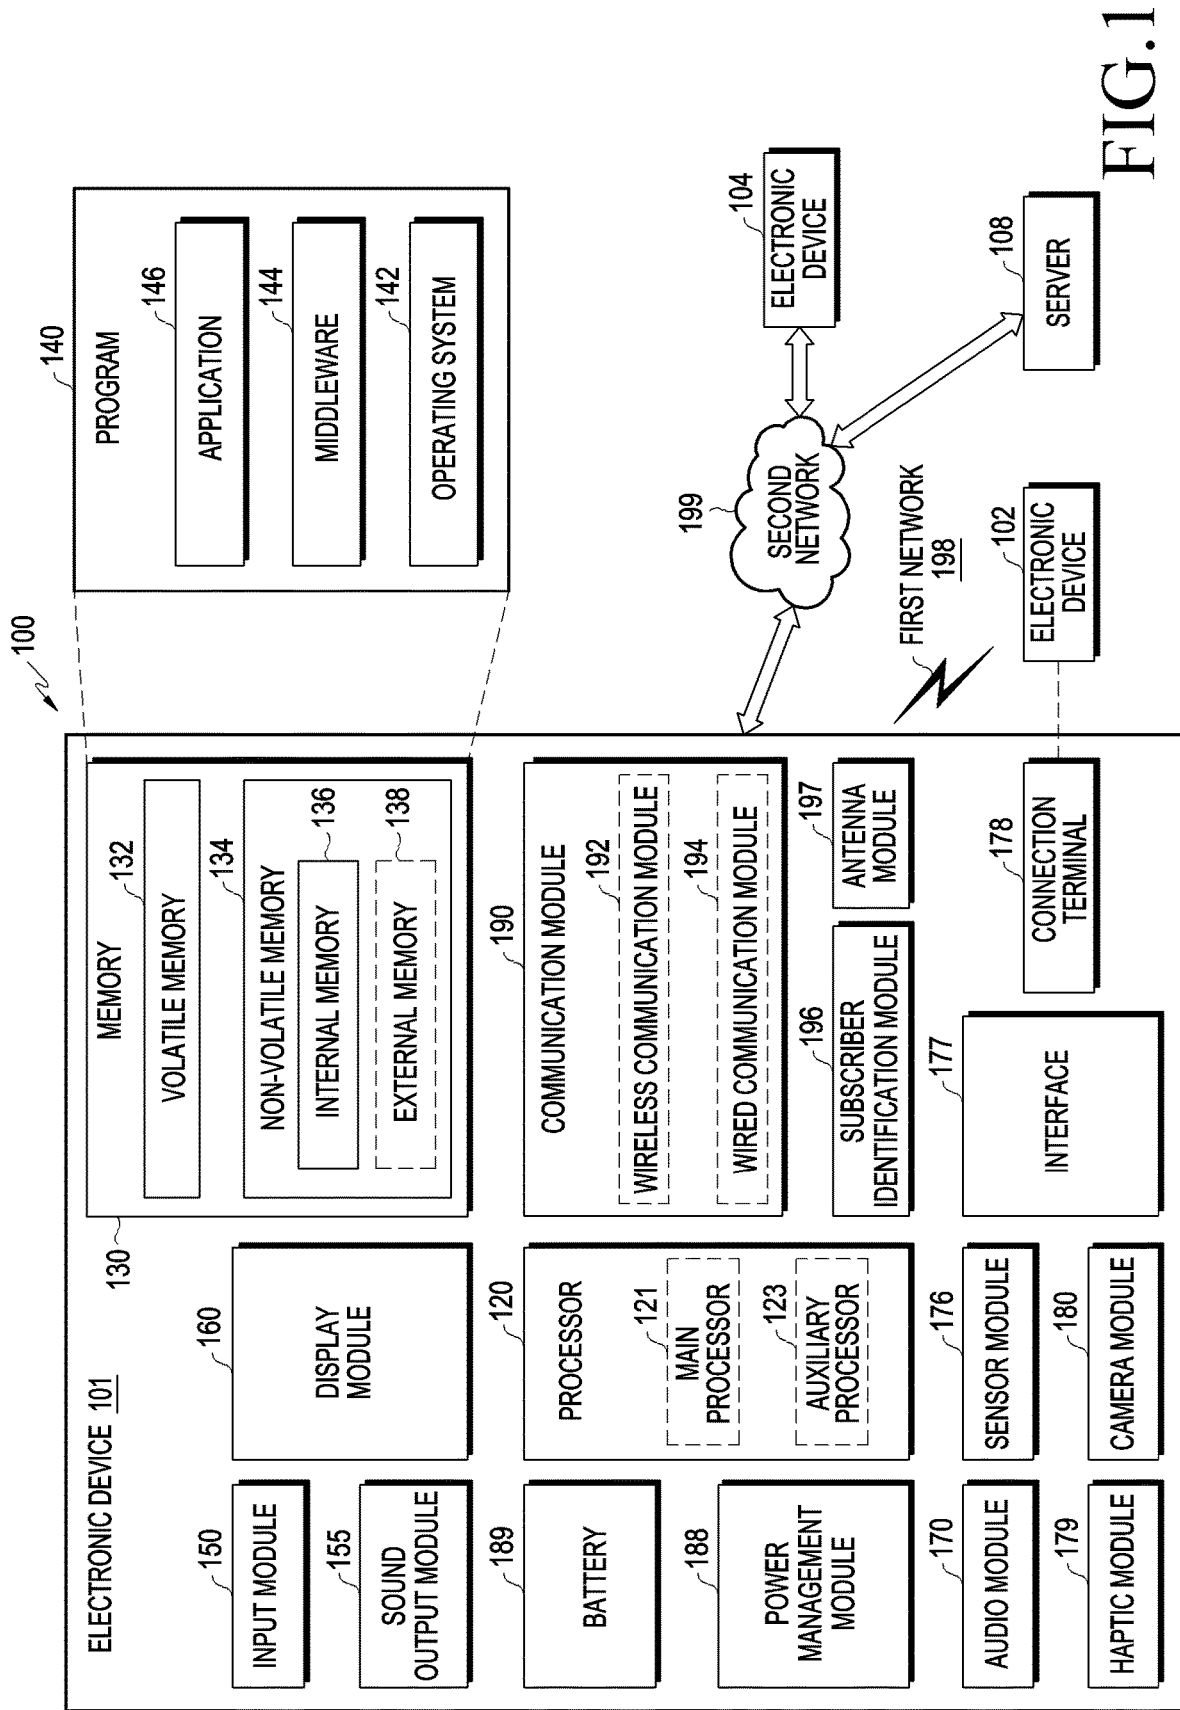 100
ELECTRONIC DEVICE 101
130
MEMORY
132
VOLATILE MEMORY
134
NON-VOLATILE MEMORY
136
INTERNAL MEMORY
138
EXTERNAL MEMORY
140
PROGRAM
146
APPLICATION
144
MIDDLEWARE
142
OPERATING SYSTEM
150
INPUT MODULE
155
SOUND
OUTPUT MODULE
160
DISPLAY
MODULE
189
BATTERY
188
POWER
MANAGEMENT
MODULE
120
PROCESSOR
121
MAIN
PROCESSOR
123
AUXILIARY
PROCESSOR
190
COMMUNICATION MODULE
192
WIRELESS COMMUNICATION MODULE
194
WIRED COMMUNICATION MODULE
196
SUBSCRIBER
IDENTIFICATION MODULE
197
ANTENNA
MODULE
199
SECOND
NETWORK
104
ELECTRONIC
DEVICE
FIRST NETWORK
198
170
AUDIO MODULE
176
SENSOR MODULE
177
INTERFACE
178
CONNECTION
TERMINAL
102
ELECTRONIC
DEVICE
108
SERVER
179
HAPTIC MODULE
180
CAMERA MODULE
FIG.1